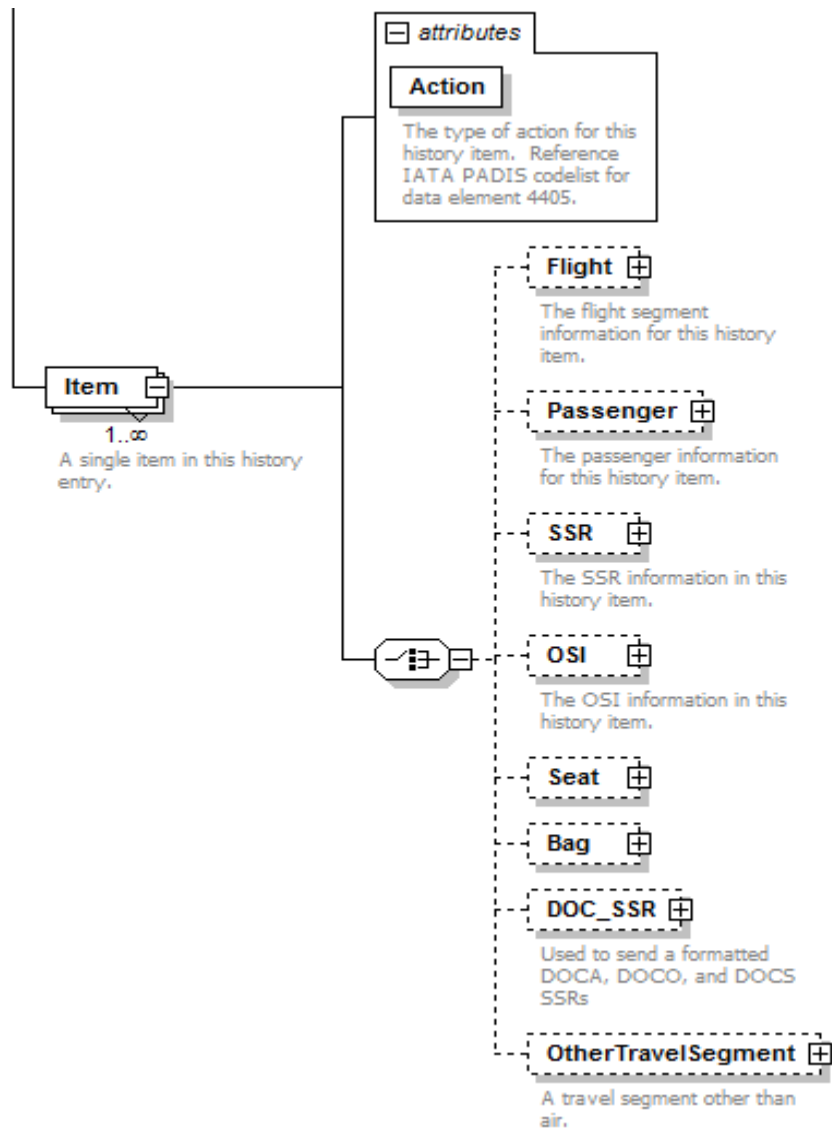 attributes
Action
The type of action for this
history item.  Reference
IATA PADIS codelist for
data element 4405.
Item
1..∞
A single item in this history
entry.
Flight
The flight segment
information for this history
item.
Passenger
The passenger information
for this history item.
SSR
The SSR information in this
history item.
OSI
The OSI information in this
history item.
Seat
Bag
DOC_SSR
Used to send a formatted
DOCA, DOCO, and DOCS
SSRs
OtherTravelSegment
A travel segment other than
air.